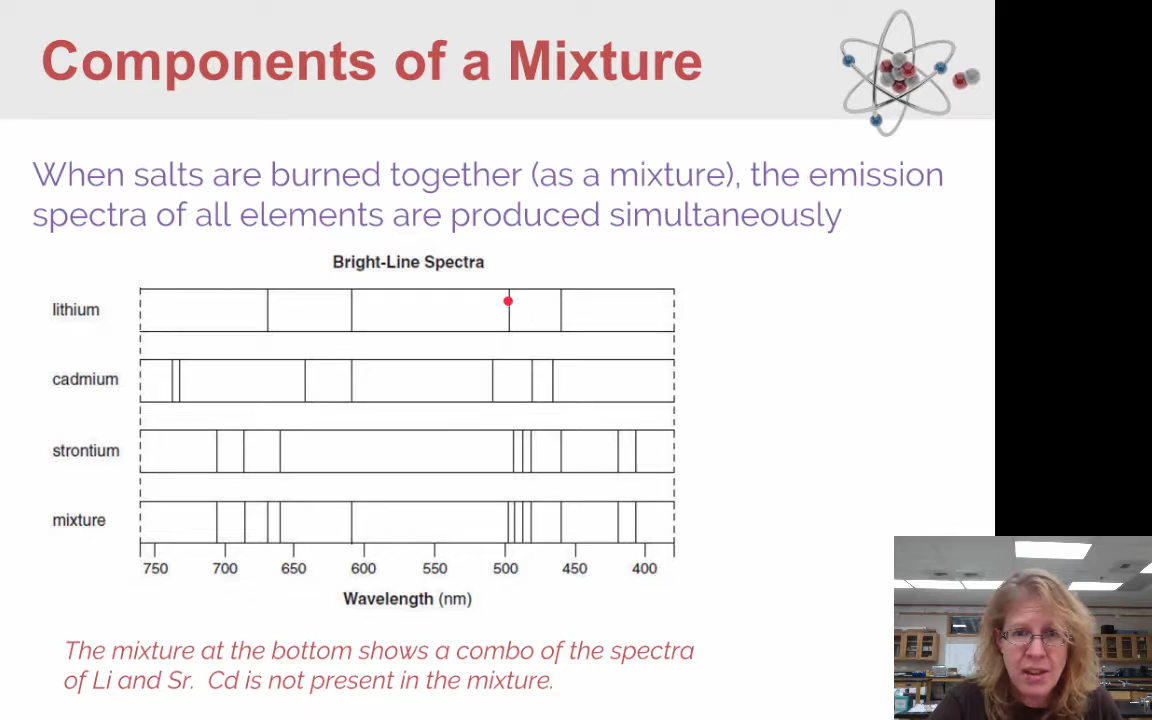 Components of a Mixture
When salts are burned together (as a mixture), the emission
spectra of all elements are produced simultaneously
Bright-Line Spectra
lithium
cadmium
strontium
mixture
750 700 650 600 550 500 450 400
Wavelength (nm)
The mixture at the bottom shows a combo of the spectra
of Li and Sr. Cd is not present in the mixture.